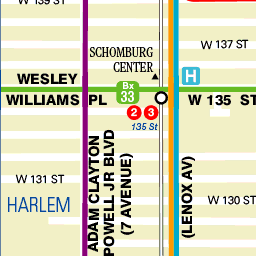 W 139 ST
SCHOMBURG
CENTER
W 137 ST
WESLEY
H
WILLIAMS PL
Bx
33
W 135 ST
2 3
135 St
ADAM CLAYTON
POWELL JR BLVD
(7 AVENUE)
(LENOX AV)
W 131 ST
W 130 ST
HARLEM